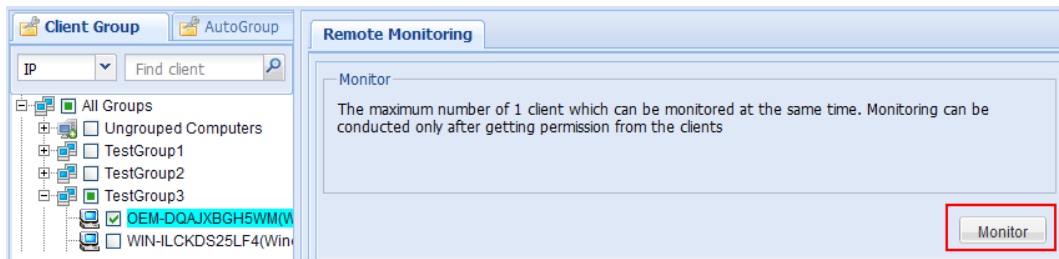 Client Group
AutoGroup
IP
Find client
All Groups
Ungrouped Computers
TestGroup1
TestGroup2
TestGroup3
OEM-DQAJXBGH5WM(W
WIN-ILCKDS25LF4(Wind
Remote Monitoring
Monitor
The maximum number of 1 client which can be monitored at the same time. Monitoring can be
conducted only after getting permission from the clients
Monitor